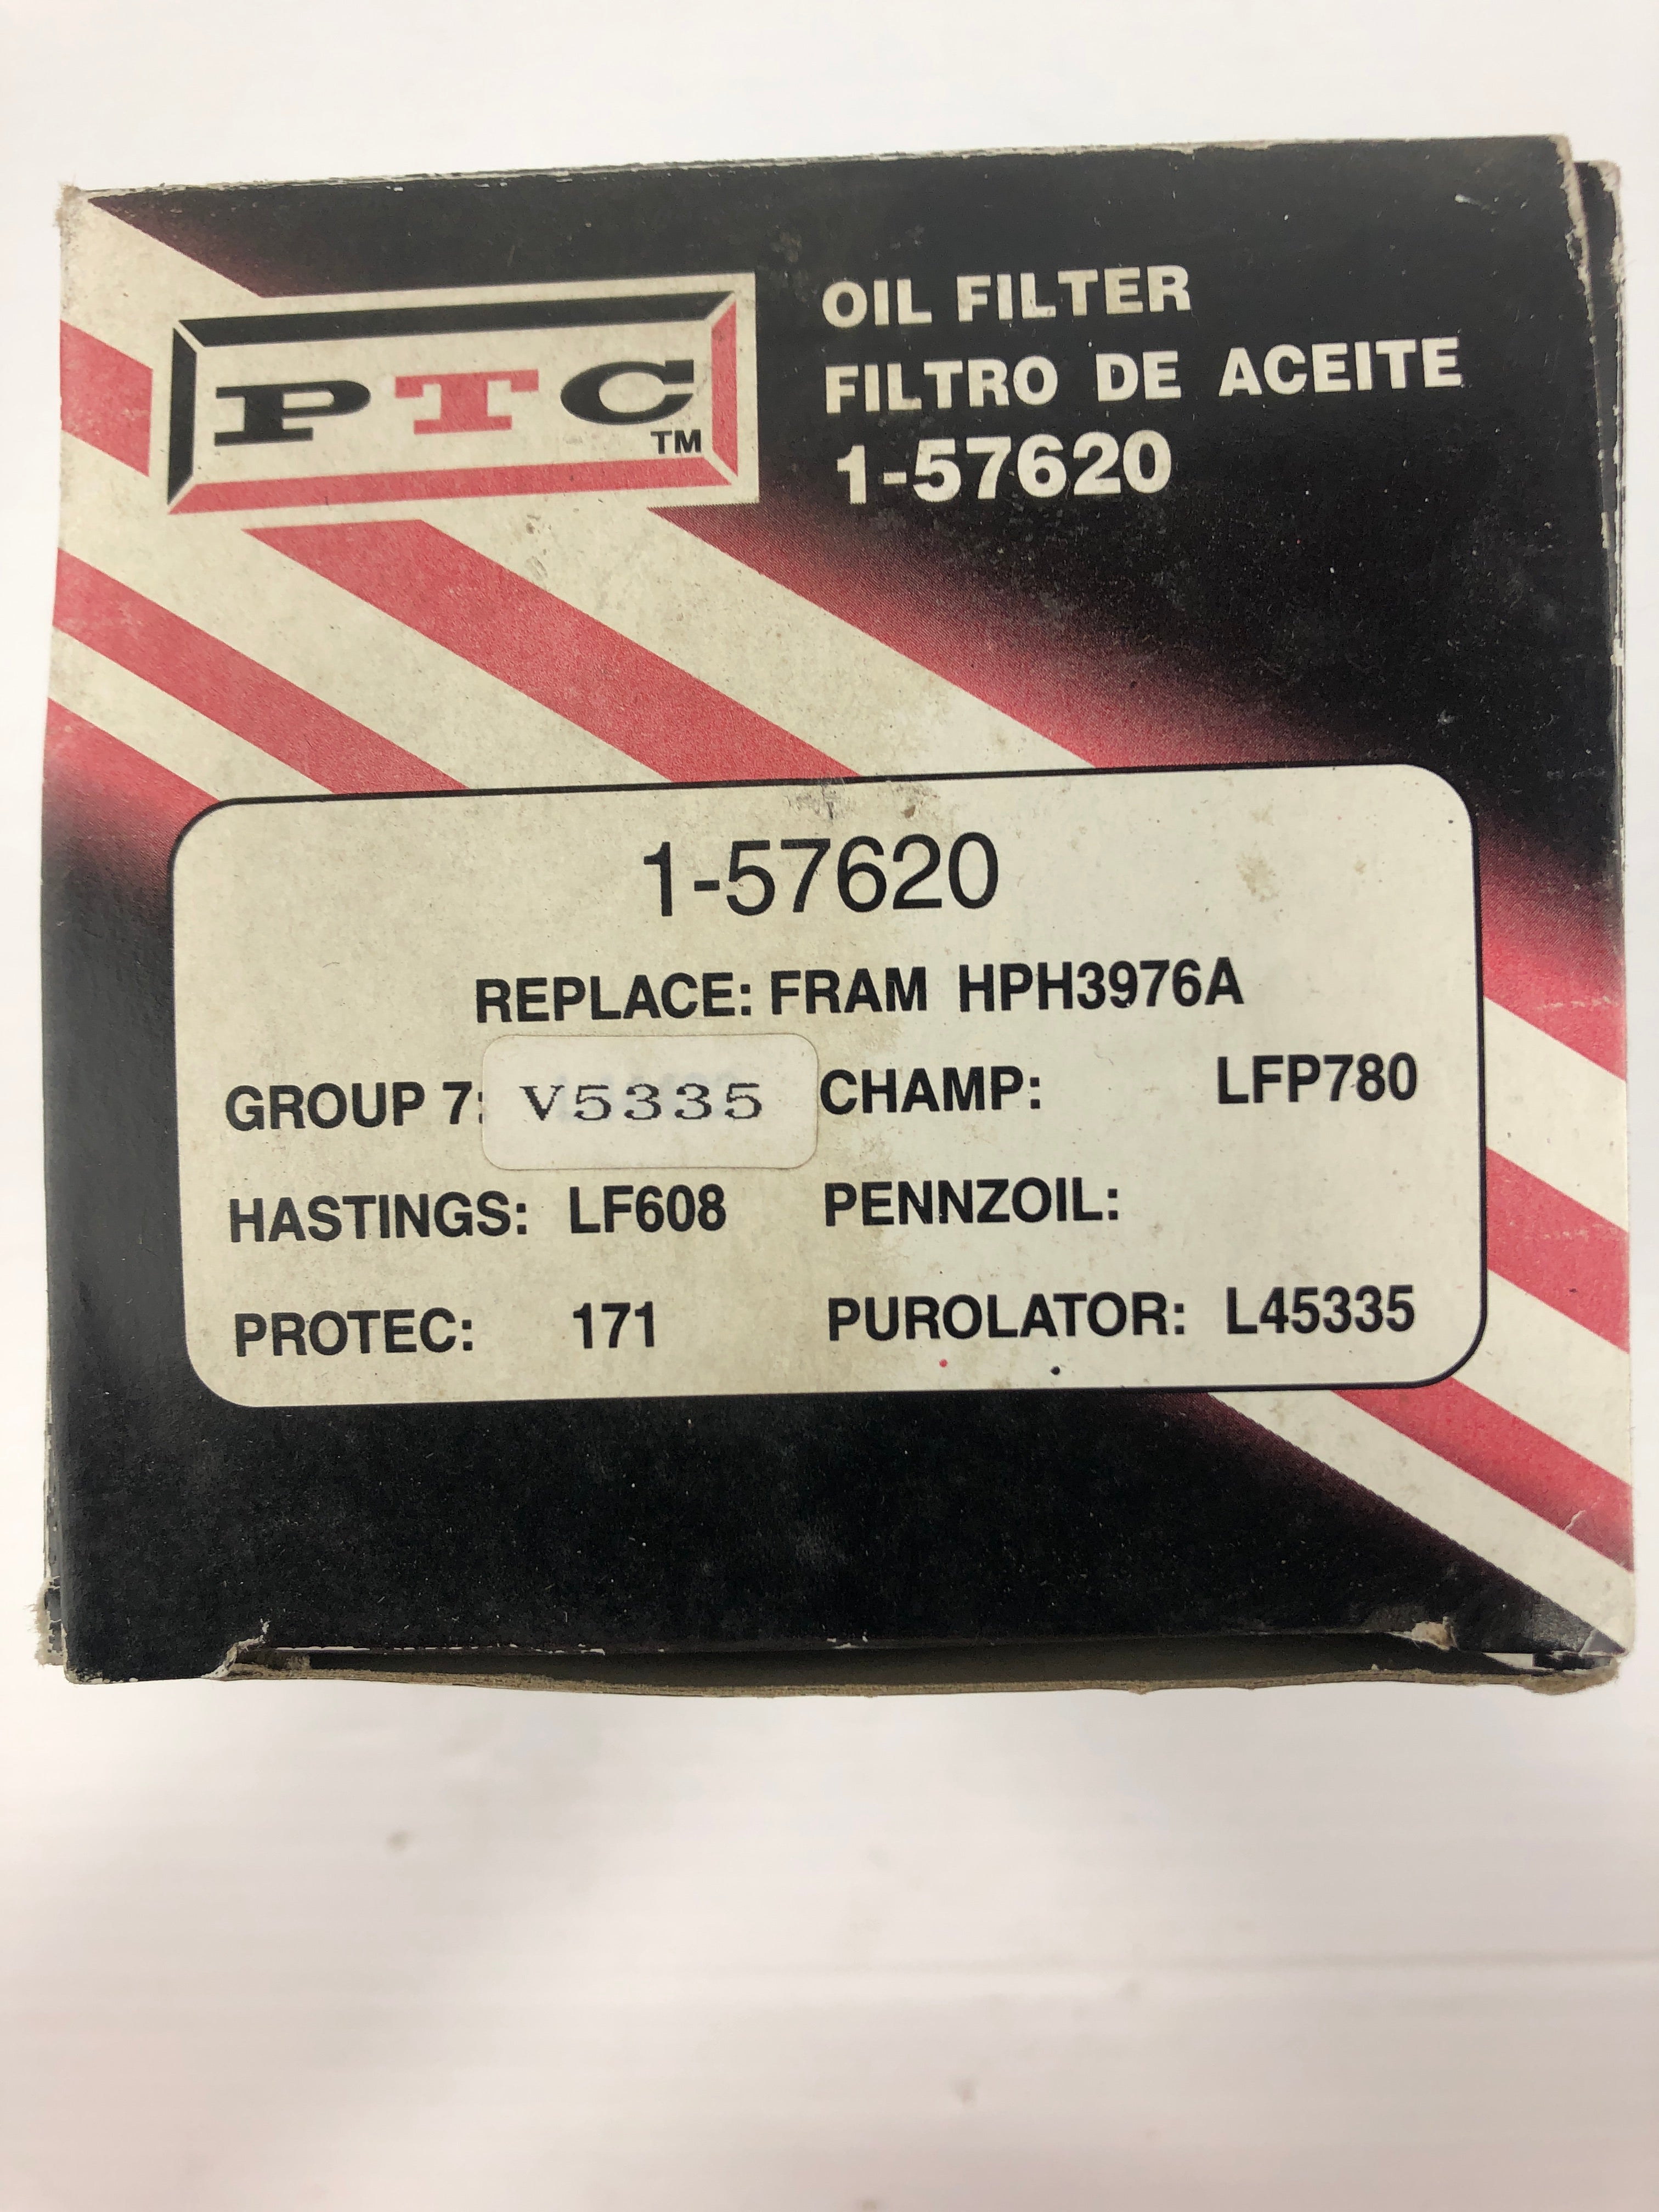 PTC
TM
OIL FILTER
FILTRO DE ACEITE
1-57620
1-57620
REPLACE: FRAM HPH3976A
GROUP 7: V5335 CHAMP: LFP780
HASTINGS: LF608 PENNZOIL:
PROTEC: 171 PUROLATOR: L45335